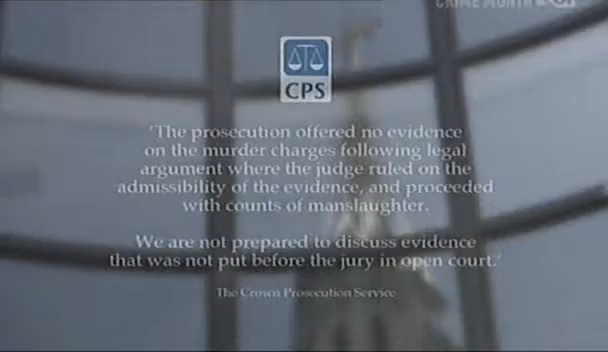 CRIME MONTH
CPS
'The prosecution offered no evidence
on the murder charges following legal
argument where the judge ruled on the
admissibility of the evidence, and proceeded
with counts of manslaughter.
We are not prepared to discuss evidence
that was not put before the jury in open court.'
The Crown Prosecution Service